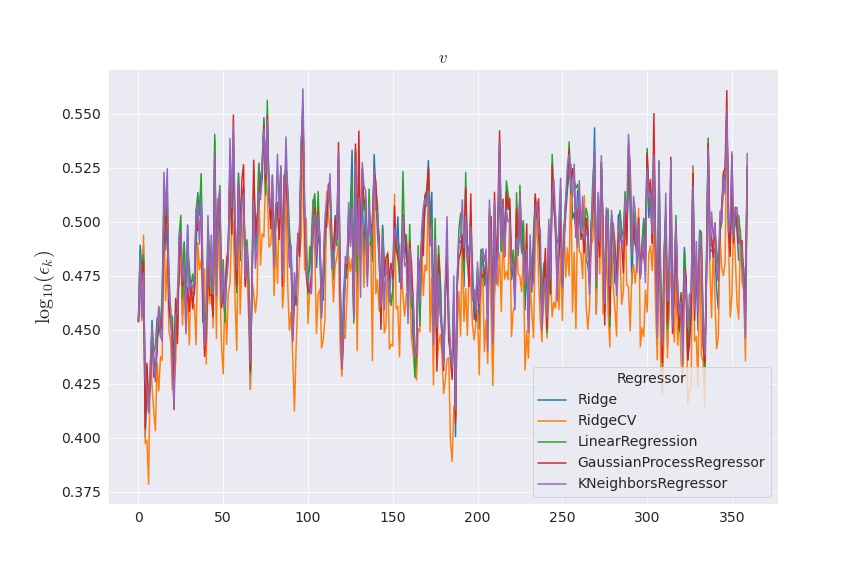 v
log₁₀(ϵₖ)
0.550
0.525
0.500
0.475
0.450
0.425
0.400
0.375
0 50 100 150 200 250 300 350
Regressor
Ridge
RidgeCV
LinearRegression
GaussianProcessRegressor
KNeighborsRegressor